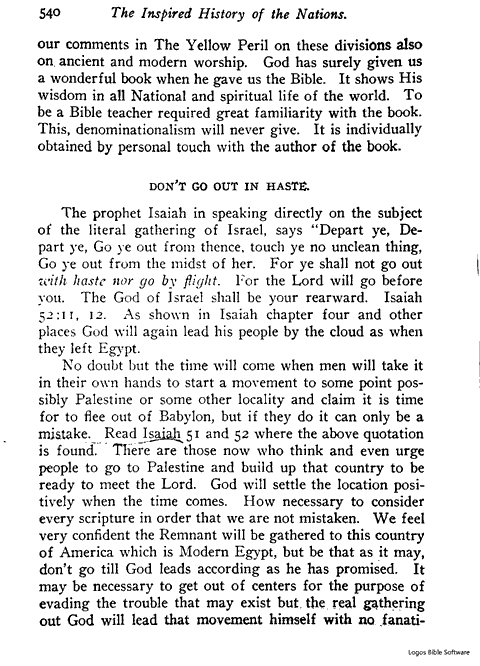 540 The Inspired History of the Nations.
our comments in The Yellow Peril on these divisions also
on ancient and modern worship. God has surely given us
a wonderful book when he gave us the Bible. It shows His
wisdom in all National and spiritual life of the world. To
be a Bible teacher required great familiarity with the book.
This, denominationalism will never give. It is individually
obtained by personal touch with the author of the book.
DON'T GO OUT IN HASTE.
The prophet Isaiah in speaking directly on the subject
of the literal gathering of Israel, says "Depart ye, De-
part ye, Go ye out from thence, touch ye no unclean thing,
Go ye out from the midst of her. For ye shall not go out
with haste nor go by flight. For the Lord will go before
you. The God of Israel shall be your rearward. Isaiah
52:11, 12. As shown in Isaiah chapter four and other
places God will again lead his people by the cloud as when
they left Egypt.
No doubt but the time will come when men will take it
in their own hands to start a movement to some point pos-
sibly Palestine or some other locality and claim it is time
for to flee out of Babylon, but if they do it can only be a
mistake. Read Isaiah 51 and 52 where the above quotation
is found. There are those now who think and even urge
people to go to Palestine and build up that country to be
ready to meet the Lord. God will settle the location posi-
tively when the time comes. How necessary to consider
every scripture in order that we are not mistaken. We feel
very confident the Remnant will be gathered to this country
of America which is Modern Egypt, but be that as it may,
don't go till God leads according as he has promised. It
may be necessary to get out of centers for the purpose of
evading the trouble that may exist but the real gathering
out God will lead that movement himself with no fanati-
Logos Bible Software